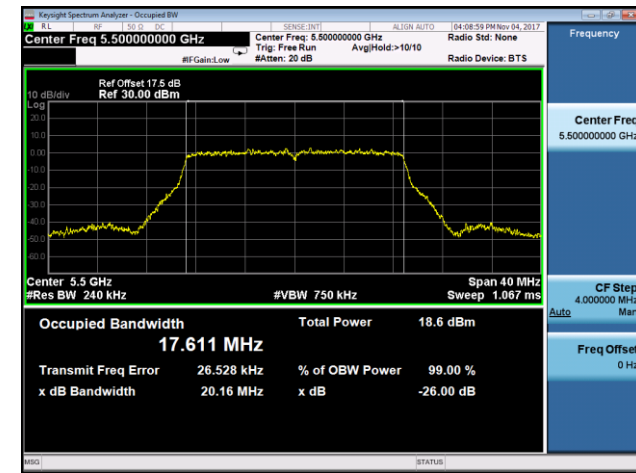 Keysight Spectrum Analyzer - Occupied BW
RL RF 50 Ω DC SENSE:INT ALIGN AUTO 04:08:59 PM Nov 04, 2017
Center Freq 5.500000000 GHz
Center Freq: 5.500000000 GHz
Radio Std: None
Trig: Free Run Avg|Hold:>10/10
#IFGain:Low #Atten: 20 dB Radio Device: BTS
Frequency
Ref Offset 17.5 dB
10 dB/div Ref 30.00 dBm
Log
20.0
10.0
0.00
-10.0
-20.0
-30.0
-40.0
-50.0
-60.0
Center 5.5 GHz Span 40 MHz
#Res BW 240 kHz #VBW 750 kHz Sweep 1.067 ms
Occupied Bandwidth Total Power 18.6 dBm
17.611 MHz
Transmit Freq Error 26.528 kHz % of OBW Power 99.00 %
x dB Bandwidth 20.16 MHz x dB -26.00 dB
Center Freq
5.500000000 GHz
CF Step
4.000000 MHz
Auto Man
Freq Offset
0 Hz
MSG STATUS